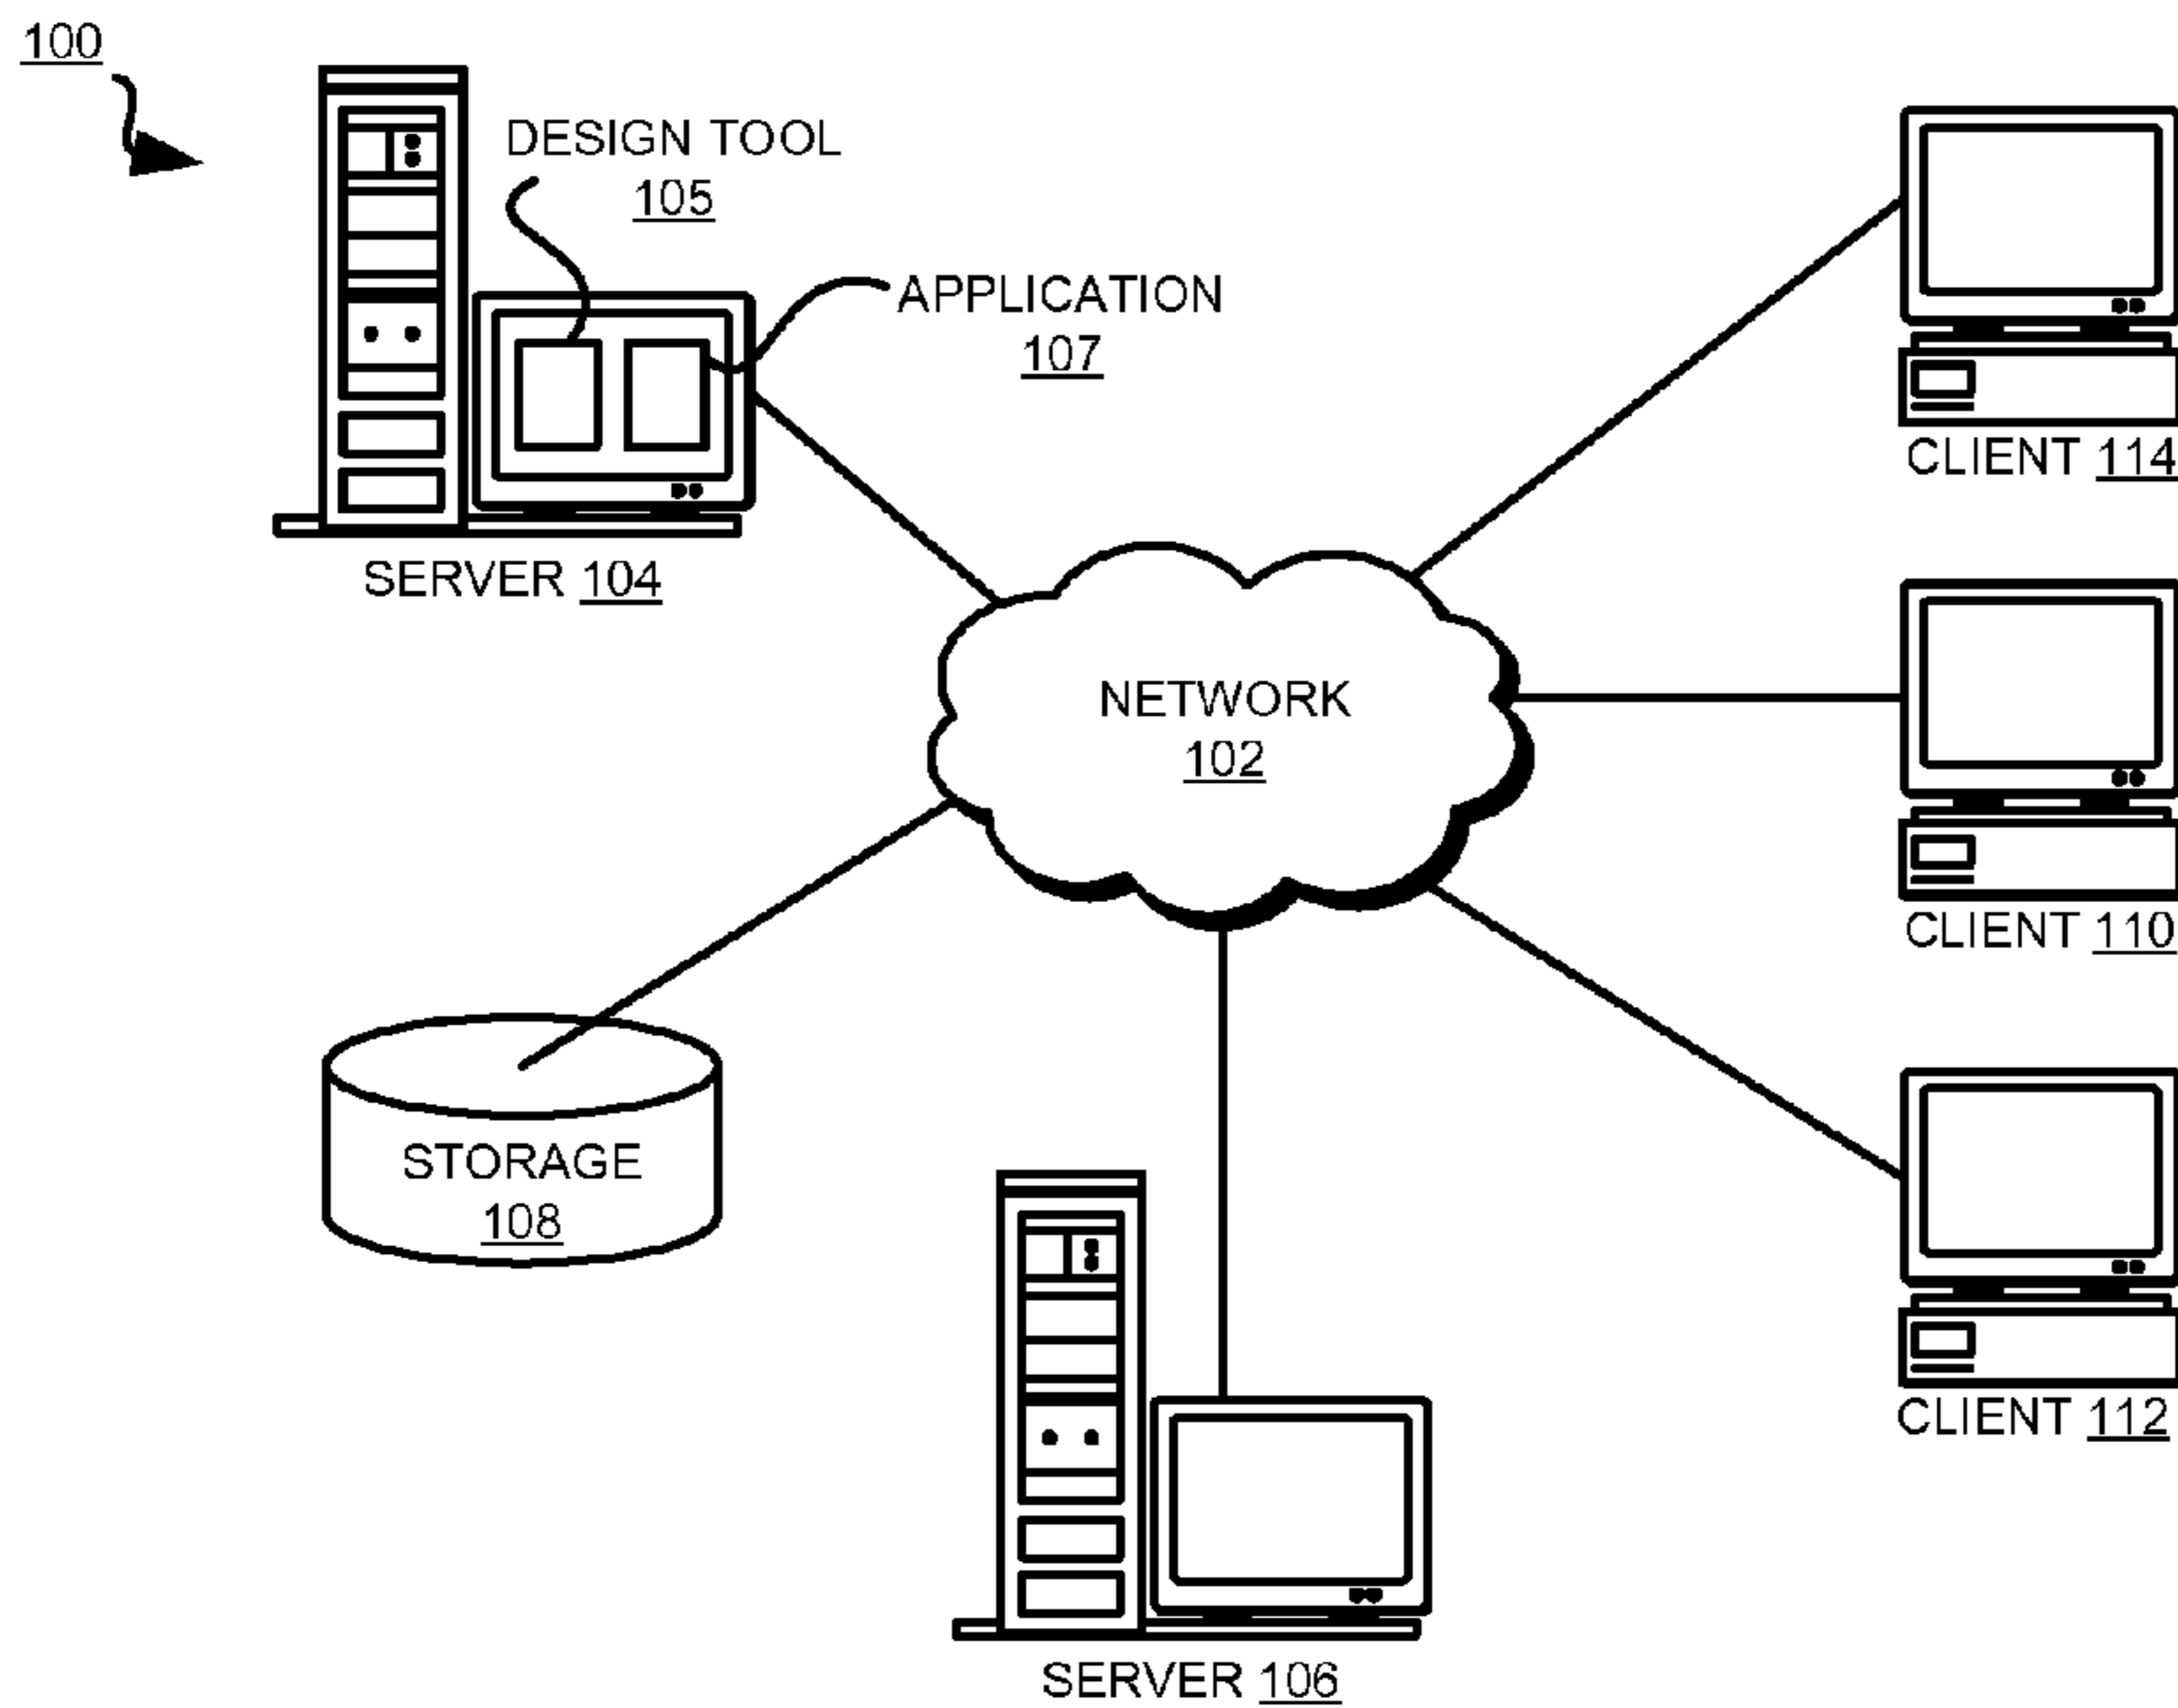 100
DESIGN TOOL
105
APPLICATION
107
SERVER 104
CLIENT 114
NETWORK
102
CLIENT 110
STORAGE
108
CLIENT 112
SERVER 106